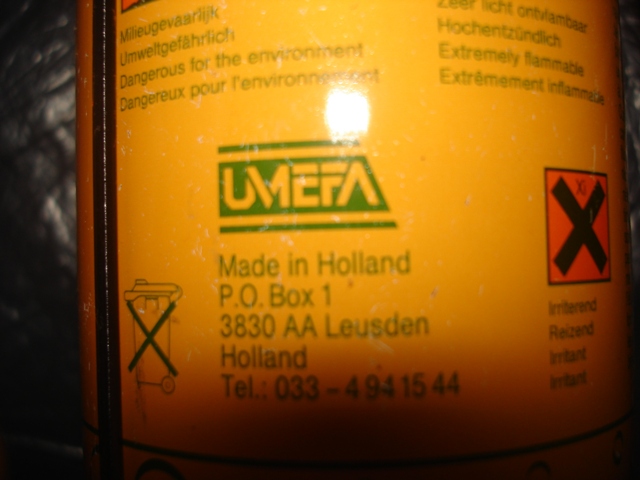 Milieugevaarlijk
Umweltgefährlich
Dangerous for the environment
Dangereux pour l'environnement
Zeer licht ontvlambaar
Hochentzündlich
Extremely flammable
Extrêmement inflammable
UMEFA
Made in Holland
P.O. Box 1
3830 AA Leusden
Holland
Tel.: 033 – 4 94 15 44
Xi
Irriterend
Reizend
Irritant
Irritant